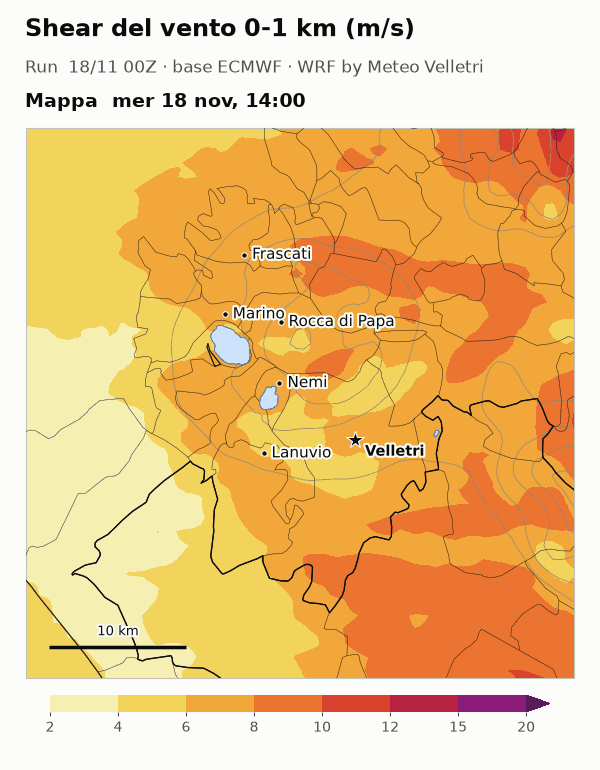 Shear del vento 0-1 km (m/s)
Run  18/11 00Z · base ECMWF · WRF by Meteo Velletri
Mappa  mer 18 nov, 14:00
Frascati
Marino
Rocca di Papa
Nemi
Velletri
Lanuvio
10 km
2 4 6 8 10 12 15 20